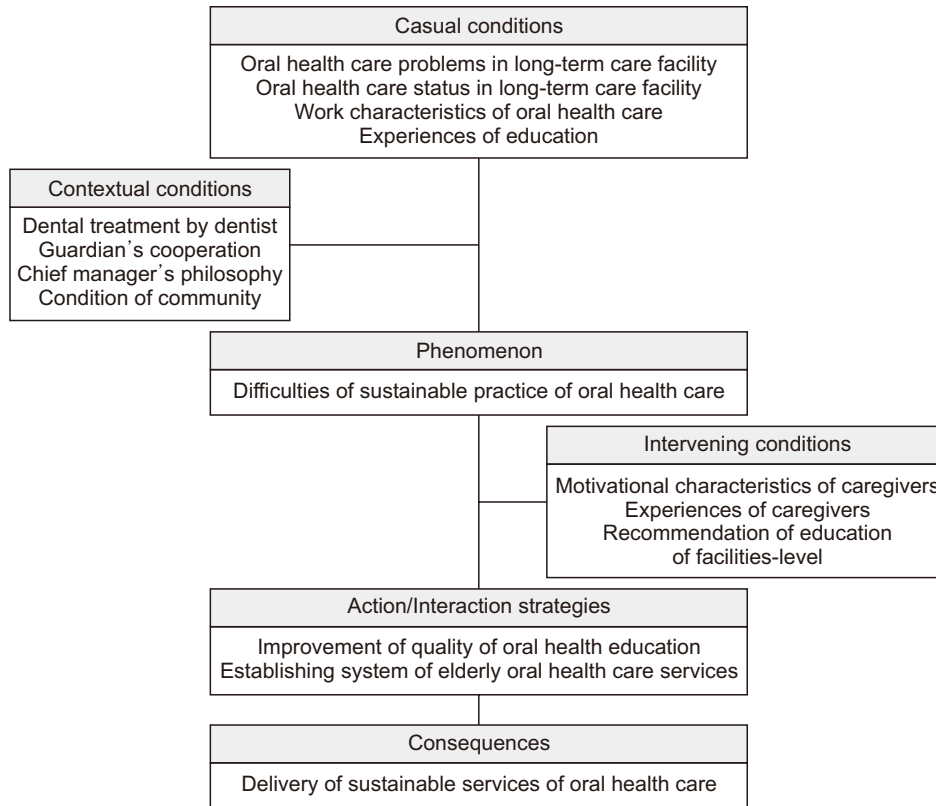 Casual conditions
Oral health care problems in long-term care facility
Oral health care status in long-term care facility
Work characteristics of oral health care
Experiences of education
Contextual conditions
Dental treatment by dentist
Guardian's cooperation
Chief manager's philosophy
Condition of community
Phenomenon
Difficulties of sustainable practice of oral health care
Intervening conditions
Motivational characteristics of caregivers
Experiences of caregivers
Recommendation of education
of facilities-level
Action/Interaction strategies
Improvement of quality of oral health education
Establishing system of elderly oral health care services
Consequences
Delivery of sustainable services of oral health care